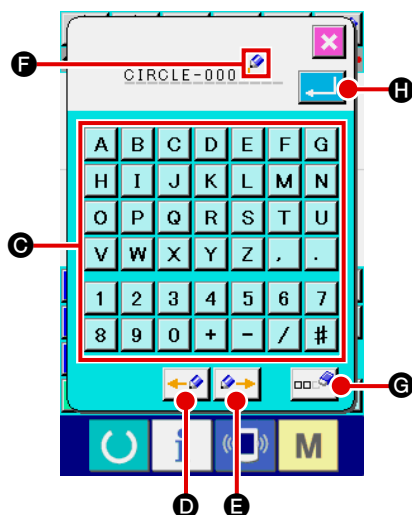 F
CIRCLE-000
H
A B C D E F G
H I J K L M N
O P Q R S T U
C
V W X Y Z , .
1 2 3 4 5 6 7
8 9 0 + - / #
G
i M
D E